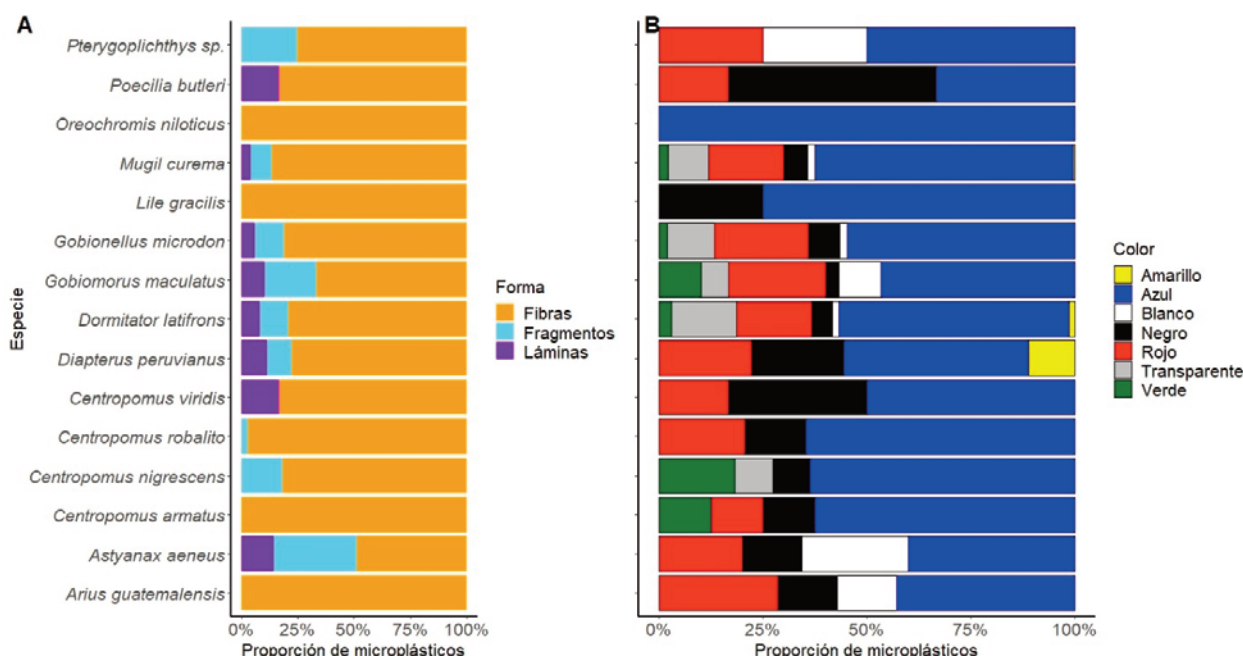 A
Especie
Pterygoplichthys sp.
Poecilia butleri
Oreochromis niloticus
Mugil curema
Lile gracilis
Gobionellus microdon
Gobiomorus maculatus
Dormitator latifrons
Diapterus peruvianus
Centropomus viridis
Centropomus robalito
Centropomus nigrescens
Centropomus armatus
Astyanax aeneus
Arius guatemalensis
0% 25% 50% 75% 100%
Proporción de microplásticos
Forma
Fibras
Fragmentos
Láminas
B
0% 25% 50% 75% 100%
Proporción de microplásticos
Color
Amarillo
Azul
Blanco
Negro
Rojo
Transparente
Verde